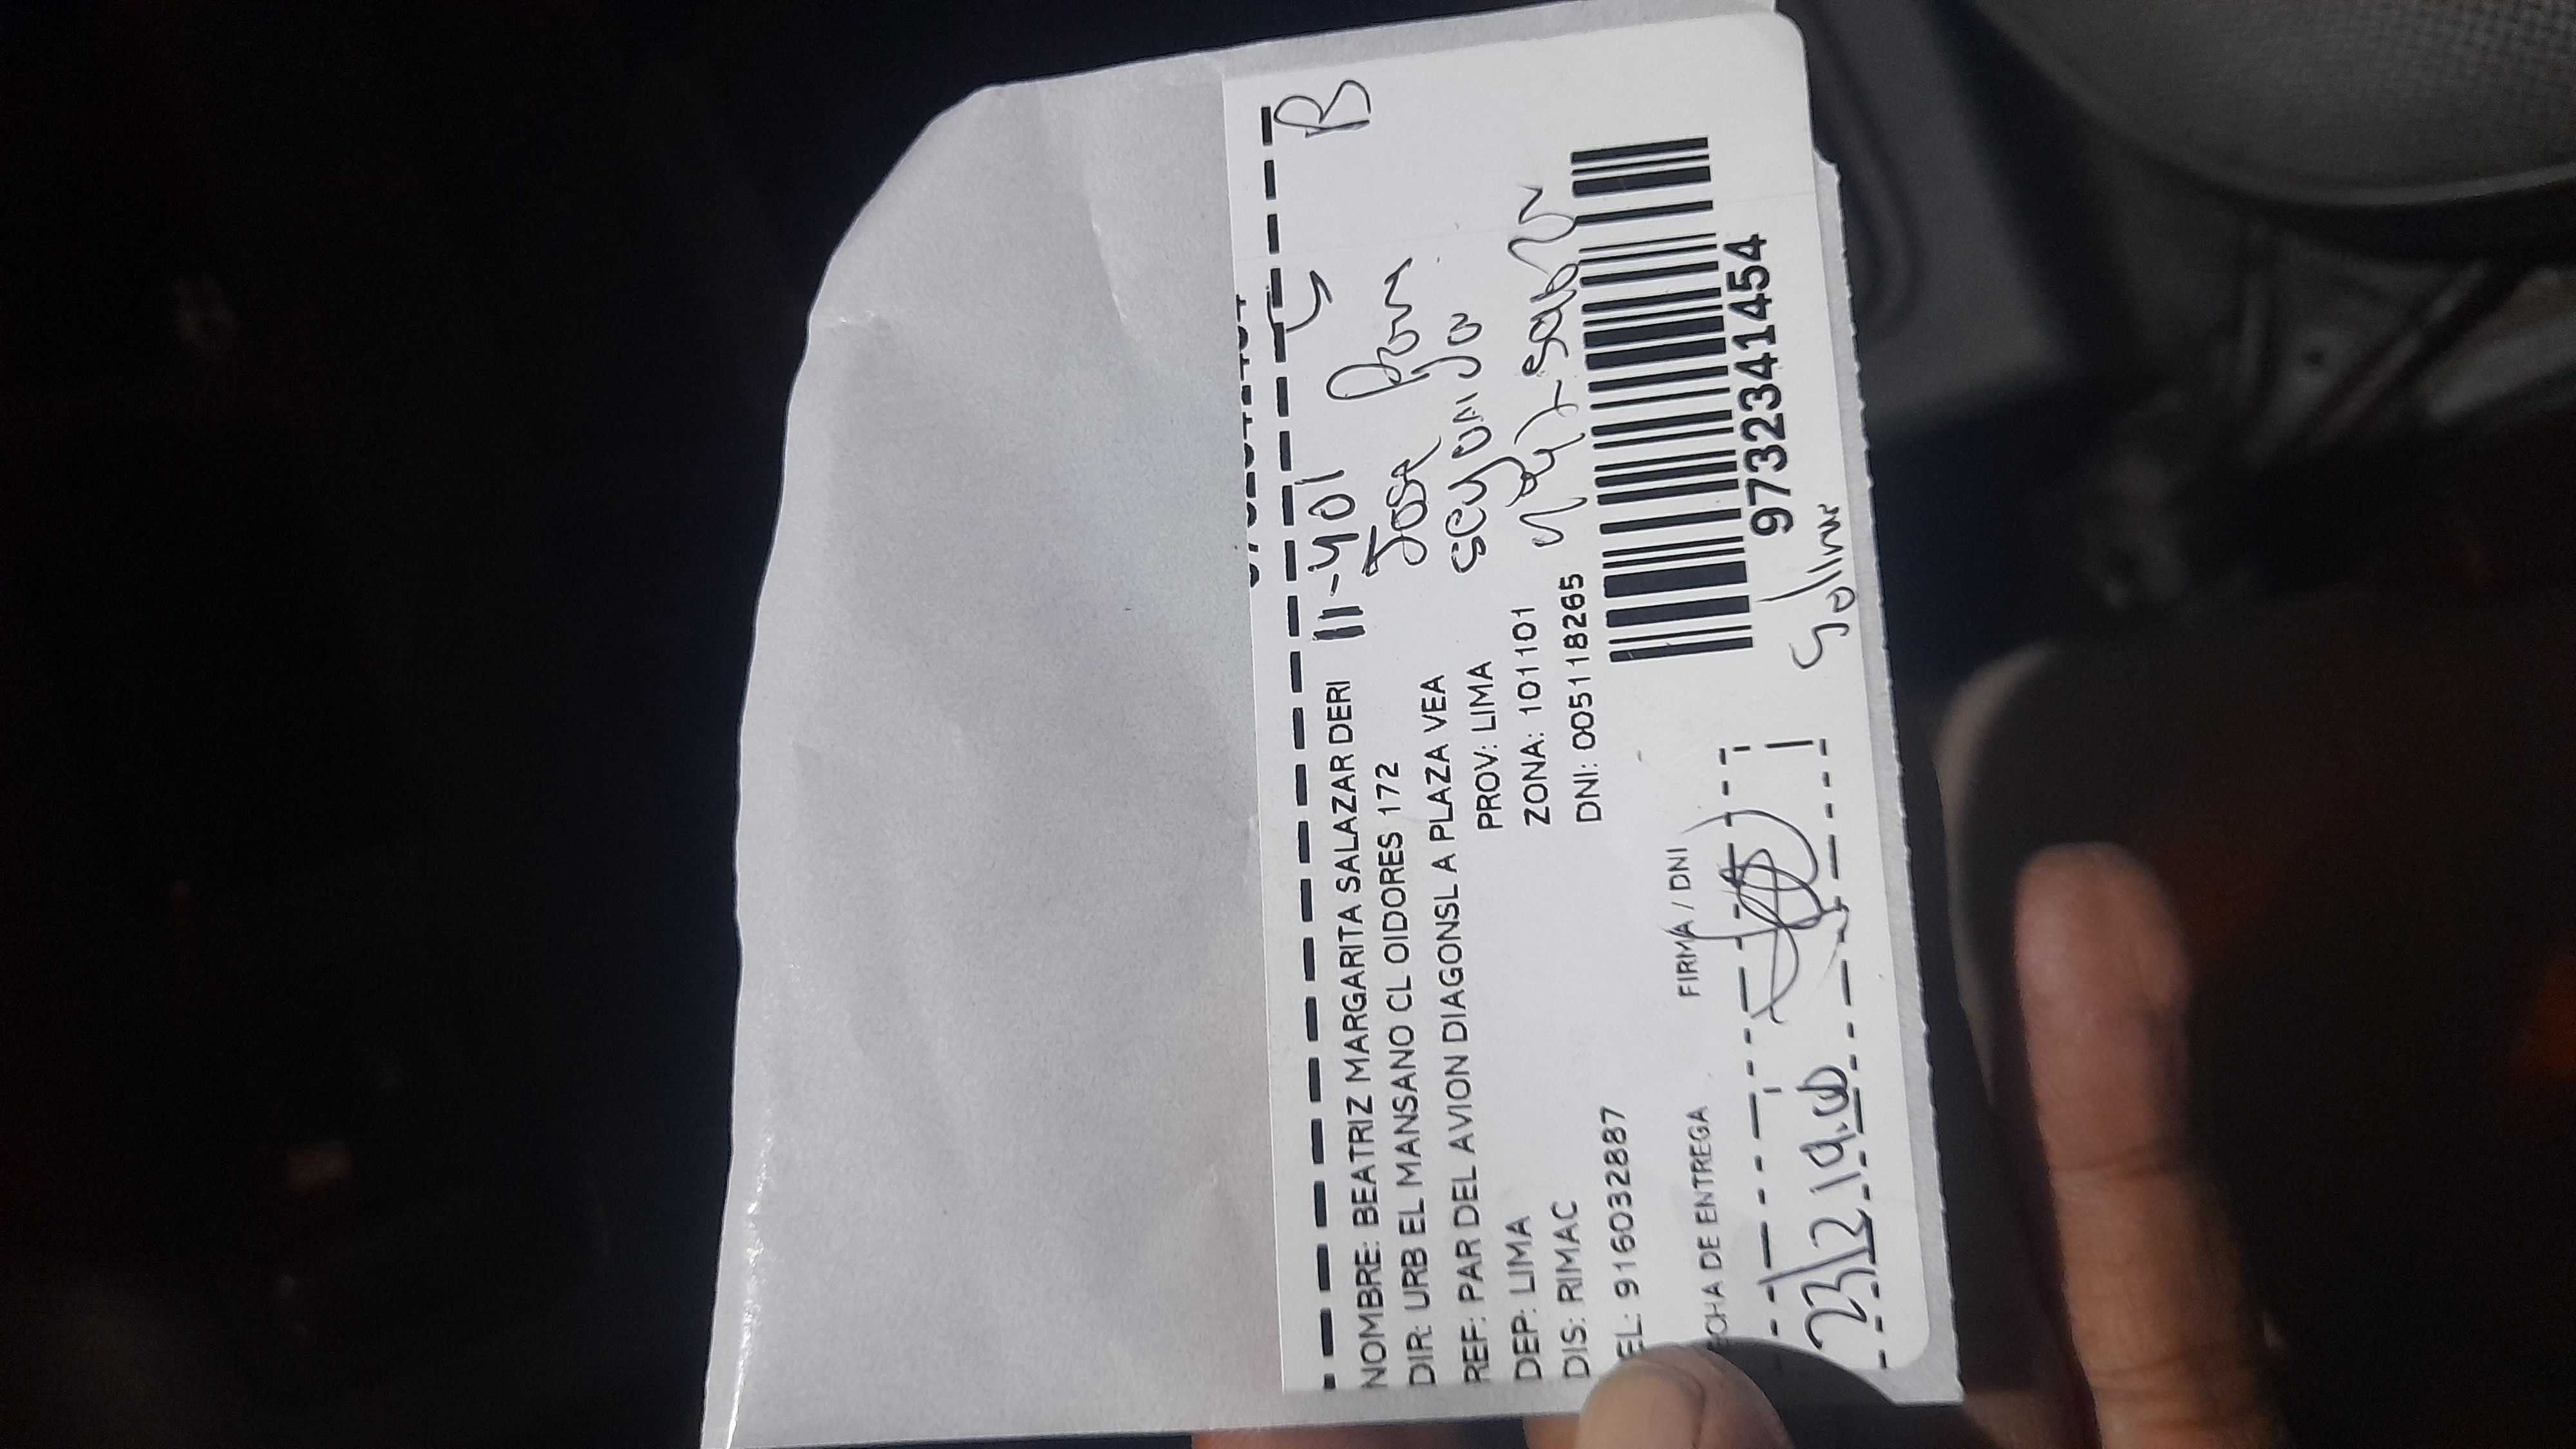 NOMBRE: BEATRIZ MARGARITA SALAZAR DERI 11-401
DIR: URB EL MANSANO CL OIDORES 172 Jose
REF: PAR DEL AVION DIAGONSL A PLAZA VEA
DEP: LIMA PROV: LIMA
DIS: RIMAC ZONA: 101101
EL: 916032887 DNI: 005118265
CHA DE ENTREGA FIRMA / DNI
973234141454
23/12 19.00
B